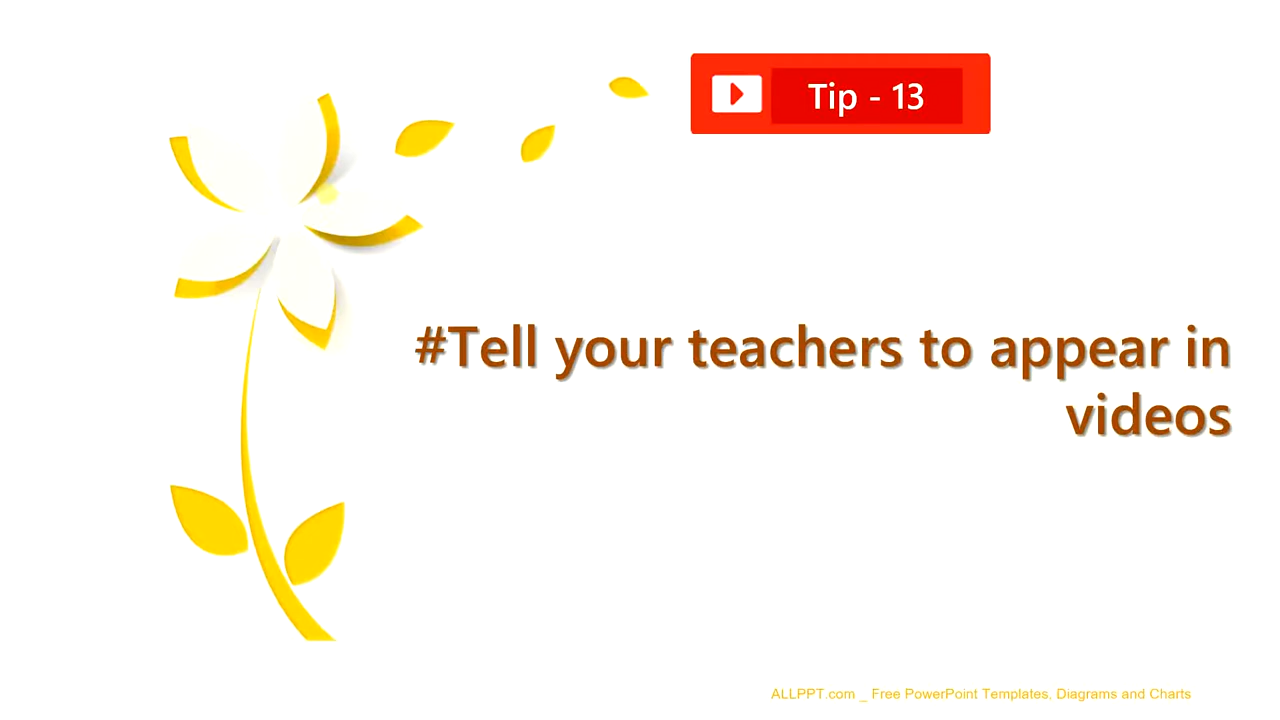 Tip - 13
#Tell your teachers to appear in
videos
ALLPPT.com _ Free PowerPoint Templates, Diagrams and Charts